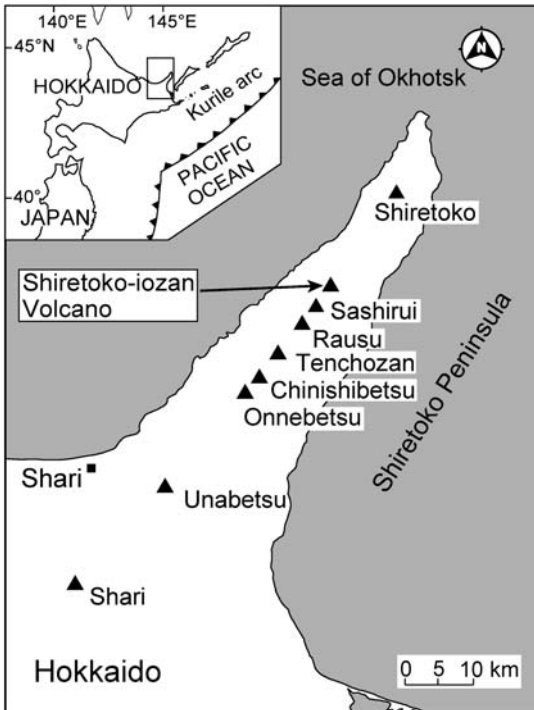 140°E 145°E
45°N
HOKKAIDO
Kurile arc
PACIFIC
OCEAN
40°
JAPAN
N
Sea of Okhotsk
Shiretoko
Shiretoko-iozan
Volcano
Sashirui
Rausu
Tenchozan
Chinishibetsu
Onnebetsu
Shiretoko Peninsula
Shari
Unabetsu
Shari
Hokkaido
0 5 10 km